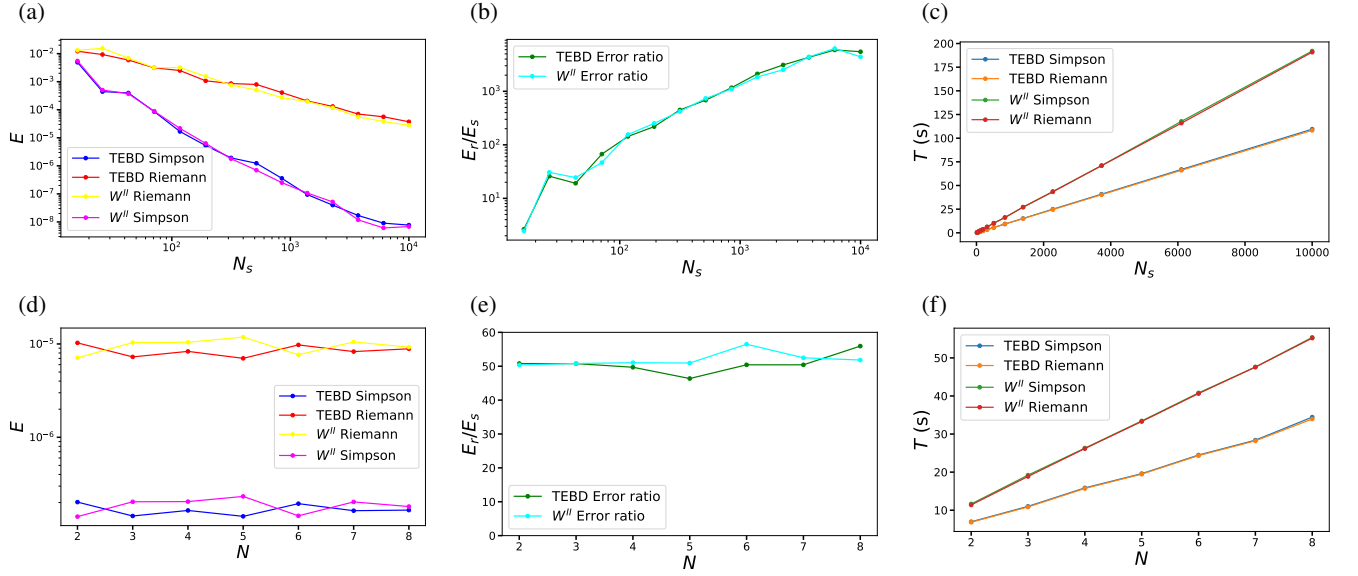 (a)
10^{-2}
10^{-3}
10^{-4}
10^{-5}
10^{-6}
10^{-7}
10^{-8}
E
TEBD Simpson
TEBD Riemann
W^{II} Riemann
W^{II} Simpson
10^2 10^3 10^4
N_s
(b)
10^3
10^2
10^1
E_r/E_s
TEBD Error ratio
W^{II} Error ratio
10^2 10^3 10^4
N_s
(c)
200
175
150
125
100
75
50
25
0
T (s)
TEBD Simpson
TEBD Riemann
W^{II} Simpson
W^{II} Riemann
0 2000 4000 6000 8000 10000
N_s
(d)
10^{-5}
10^{-6}
E
TEBD Simpson
TEBD Riemann
W^{II} Riemann
W^{II} Simpson
2 3 4 5 6 7 8
N
(e)
60
50
40
30
20
10
0
E_r/E_s
TEBD Error ratio
W^{II} Error ratio
2 3 4 5 6 7 8
N
(f)
50
40
30
20
10
T (s)
TEBD Simpson
TEBD Riemann
W^{II} Simpson
W^{II} Riemann
2 3 4 5 6 7 8
N